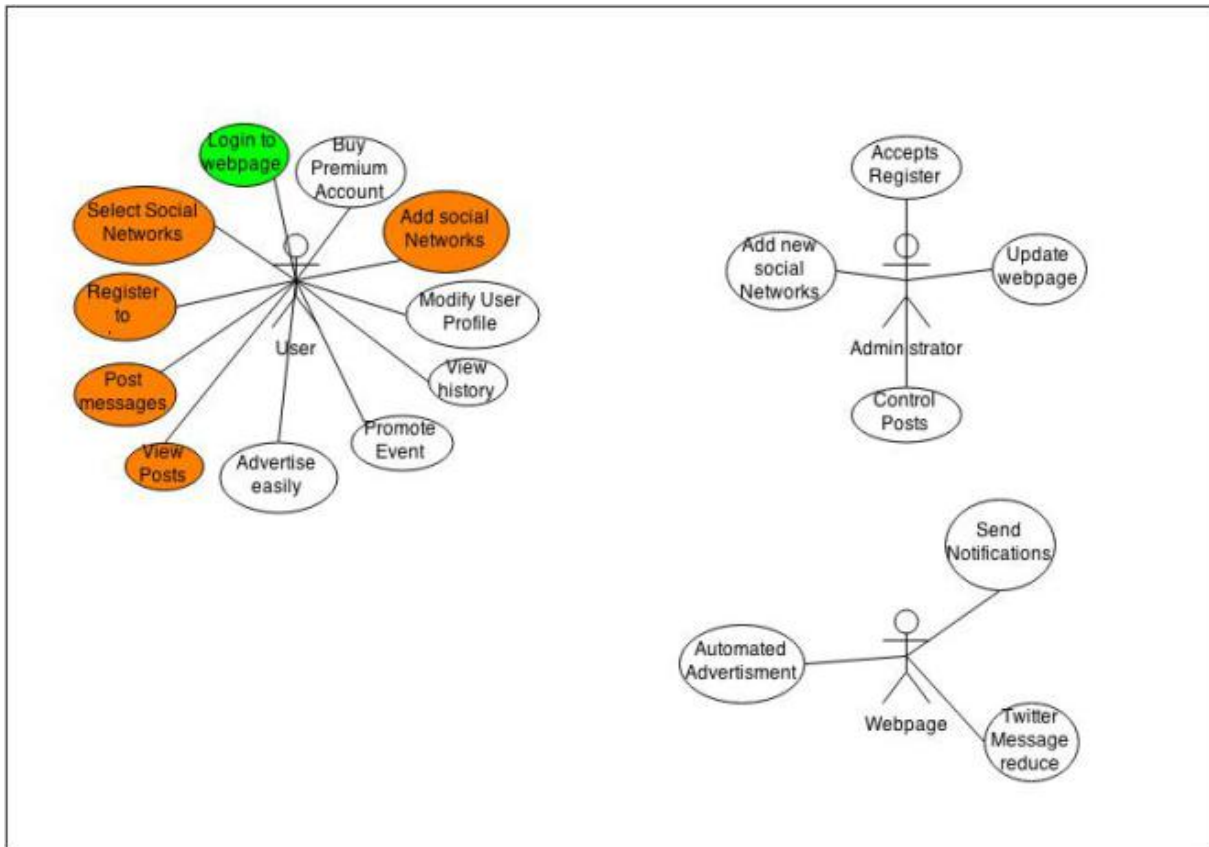 Login to
webpage
Buy
Premium
Account
Select Social
Networks
Add social
Networks
Register
to
Modify User
Profile
User
Post
messages
View
history
View
Posts
Advertise
easily
Promote
Event
Accepts
Register
Add new
social
Networks
Update
webpage
Administrator
Control
Posts
Send
Notifications
Automated
Advertisment
Webpage
Twitter
Message
reduce